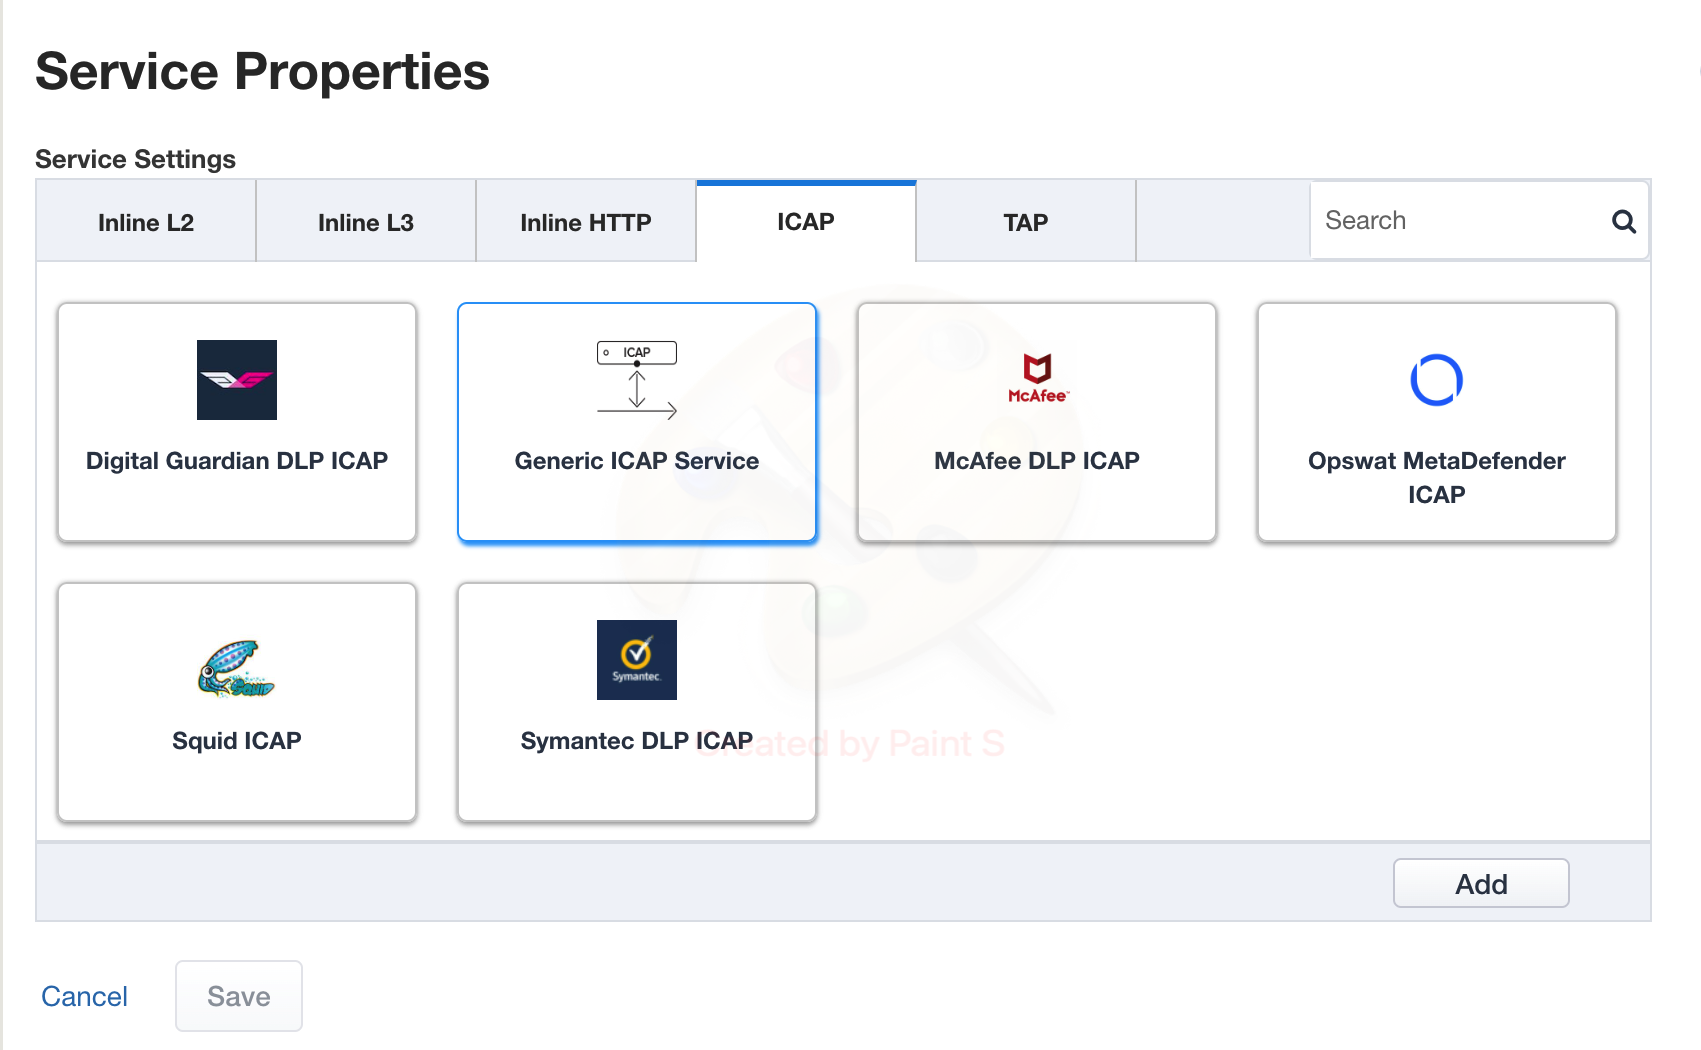 Service Properties
Service Settings
Inline L2
Inline L3
Inline HTTP
ICAP
TAP
Search
ICAP
McAfee™
Digital Guardian DLP ICAP
Generic ICAP Service
McAfee DLP ICAP
Opswat MetaDefender
ICAP
Squid
Symantec.
Squid ICAP
Symantec DLP ICAP
Created by Paint S
Add
Cancel
Save